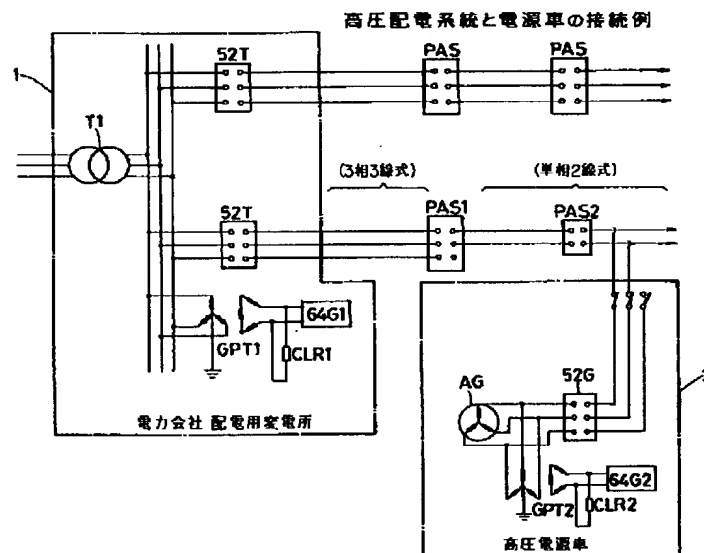 高圧配電系統と電源車の接続例
1
52T
PAS
PAS
T1
(3相3線式)
(単相2線式)
52T
PAS1
PAS2
64G1
GPT1
CLR1
電力会社 配電用変電所
AG
52G
64G2
GPT2
CLR2
高圧電源車